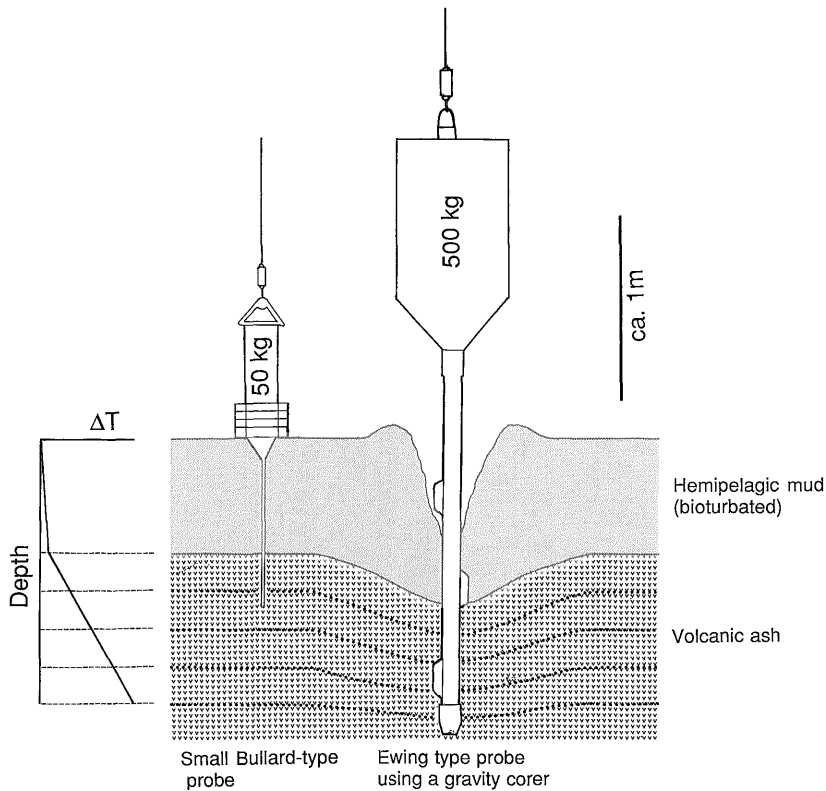 500 kg
50 kg
ca. 1m
ΔT
Depth
Hemipelagic mud
(bioturbated)
Volcanic ash
Small Bullard-type
probe
Ewing type probe
using a gravity corer